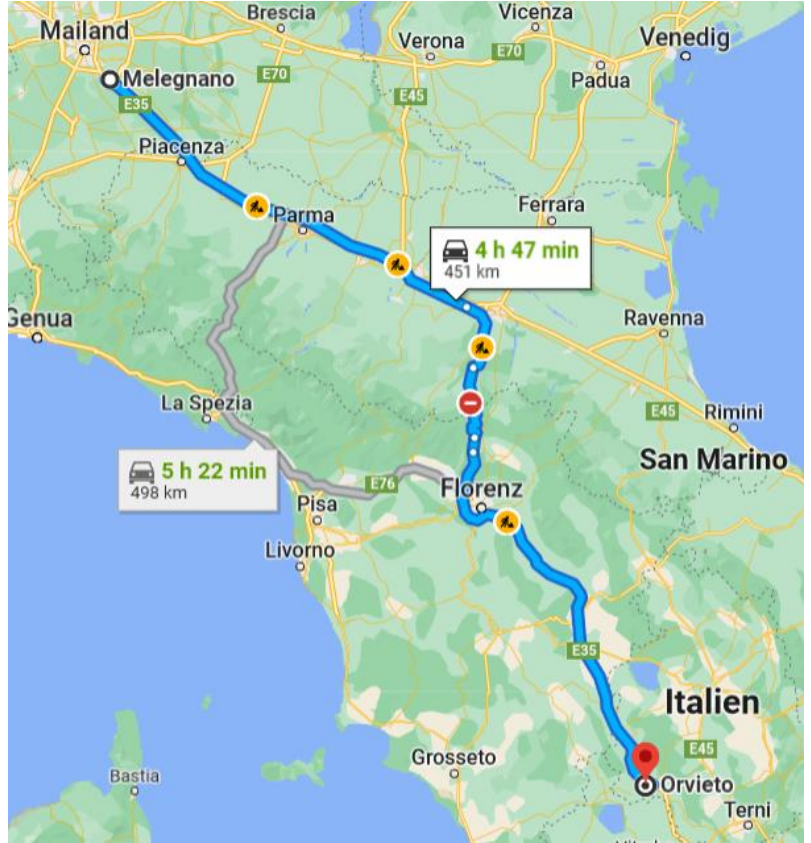 Brescia
Vicenza
Mailand
Verona
Venedig
E70
Melegnano
E70
Padua
E35
E45
Piacenza
Ferrara
Parma
4 h 47 min
451 km
Genua
Ravenna
La Spezia
E45
Rimini
5 h 22 min
498 km
San Marino
E76
Florenz
Pisa
Livorno
E35
Italien
E45
Grosseto
Bastia
Orvieto
Terni